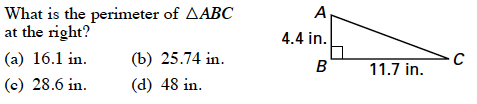 What is the perimeter of △ABC
at the right?
(a) 16.1 in. (b) 25.74 in.
(c) 28.6 in. (d) 48 in.
A
4.4 in.
B
11.7 in.
C